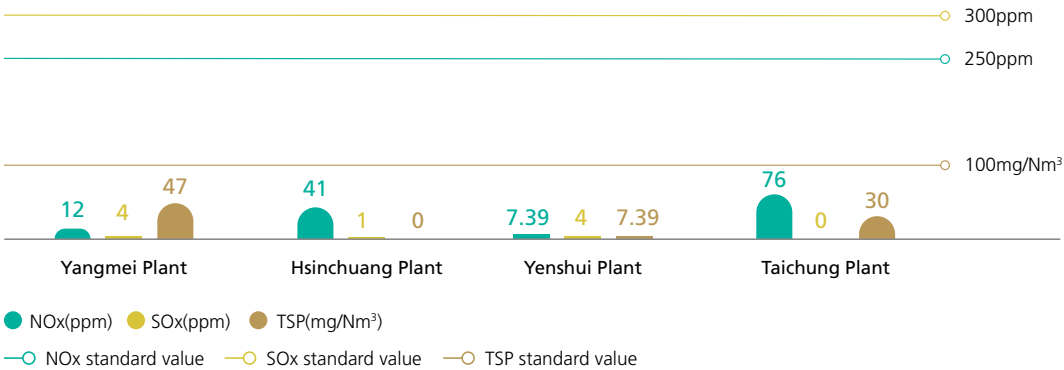 300ppm
250ppm
100mg/Nm³
12 4 47 41 1 0 7.39 4 7.39 76 0 30
Yangmei Plant Hsinchuang Plant Yenshui Plant Taichung Plant
NOx(ppm) SOx(ppm) TSP(mg/Nm³)
NOx standard value SOx standard value TSP standard value